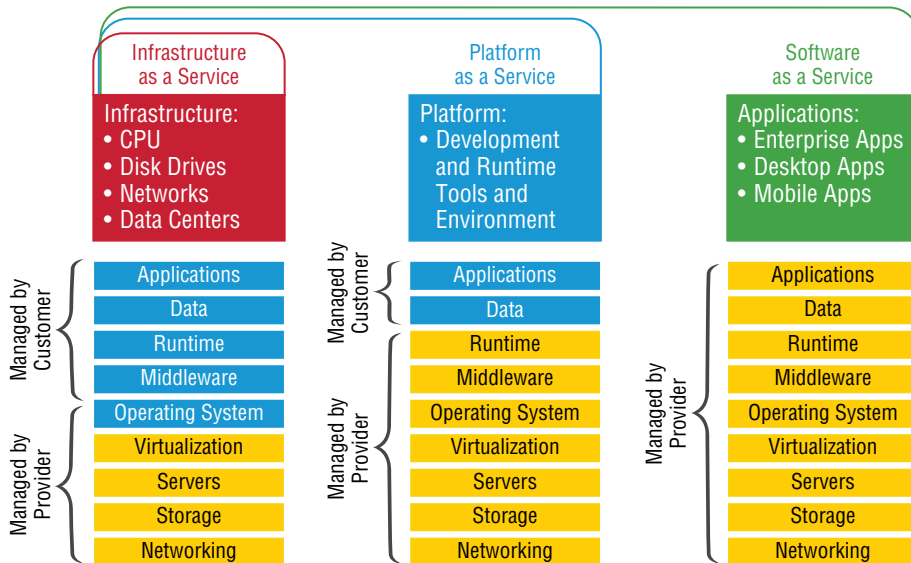 Infrastructure
as a Service
Infrastructure:
• CPU
• Disk Drives
• Networks
• Data Centers
Managed by
Customer
Applications
Data
Runtime
Middleware
Managed by
Provider
Operating System
Virtualization
Servers
Storage
Networking
Platform
as a Service
Platform:
• Development
and Runtime
Tools and
Environment
Managed by
Customer
Applications
Data
Managed by
Provider
Runtime
Middleware
Operating System
Virtualization
Servers
Storage
Networking
Software
as a Service
Applications:
• Enterprise Apps
• Desktop Apps
• Mobile Apps
Managed by
Provider
Applications
Data
Runtime
Middleware
Operating System
Virtualization
Servers
Storage
Networking